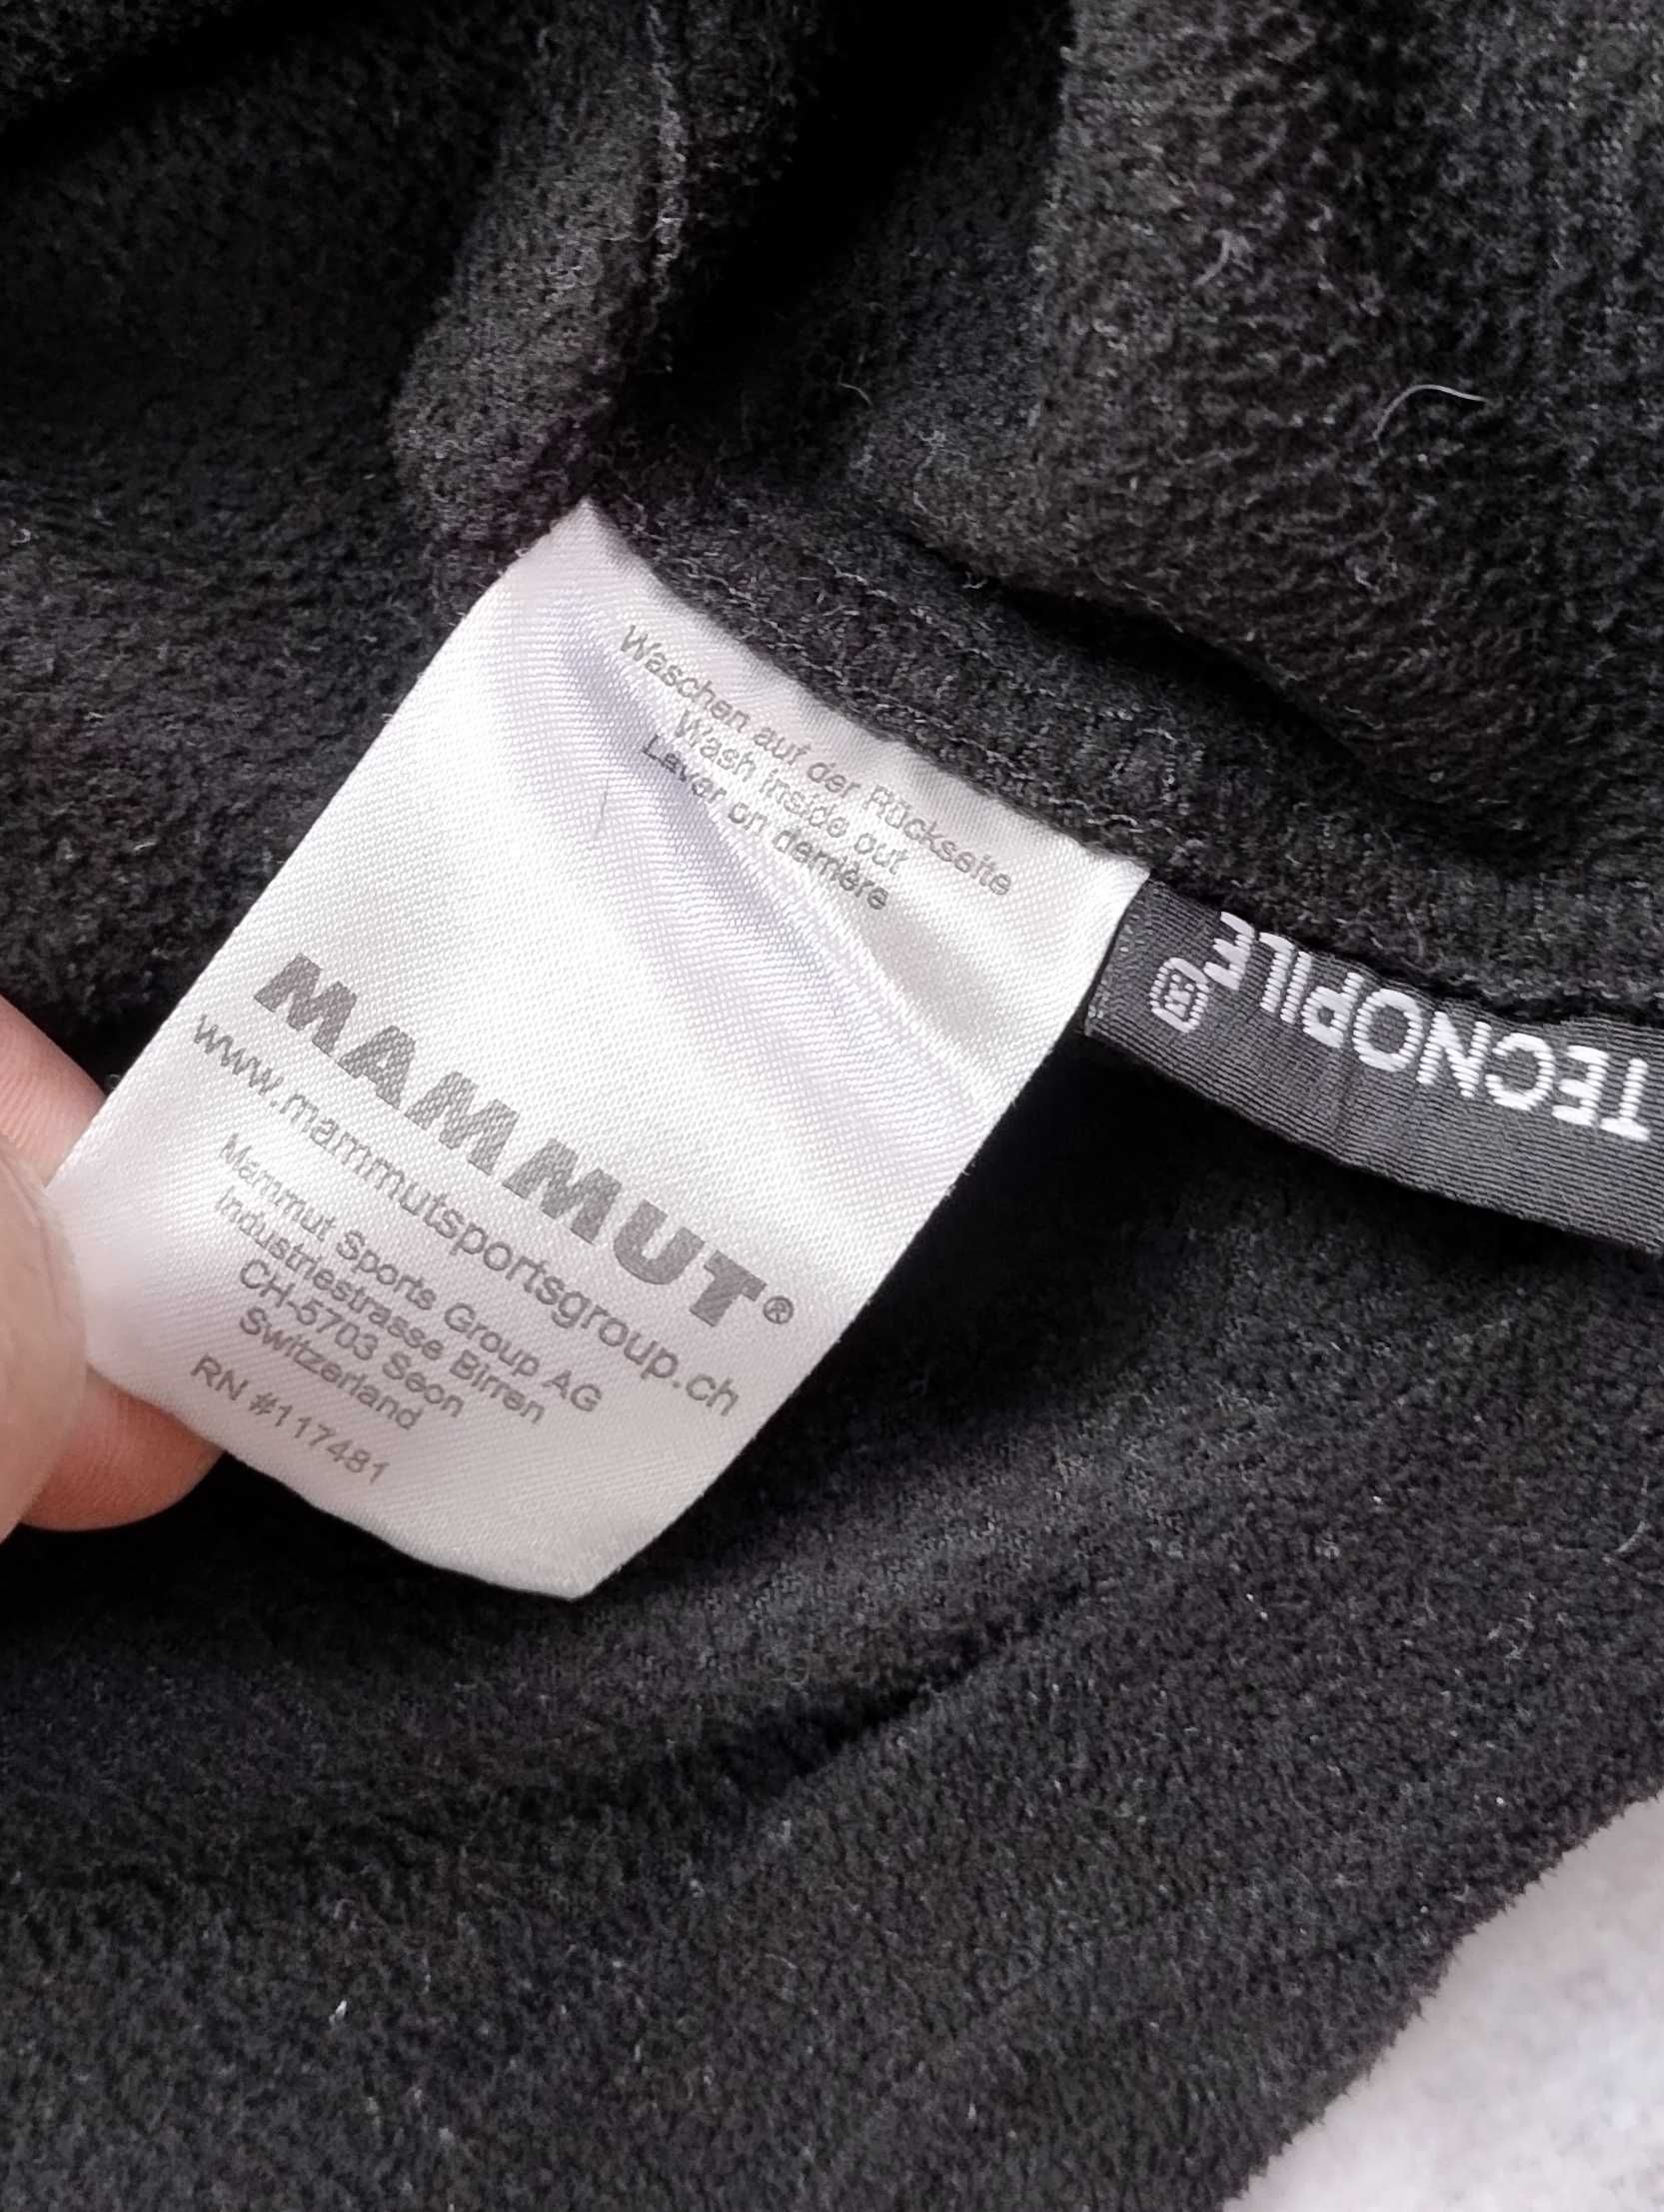 Waschen auf der Rückseite
Wash inside out
Laver on derrière
MAMMUT®
www.mammutsportsgroup.ch
Mammut Sports Group AG
Industriestrasse Birren
CH-5703 Seon
Switzerland
RN #117481
TECNOPILE®